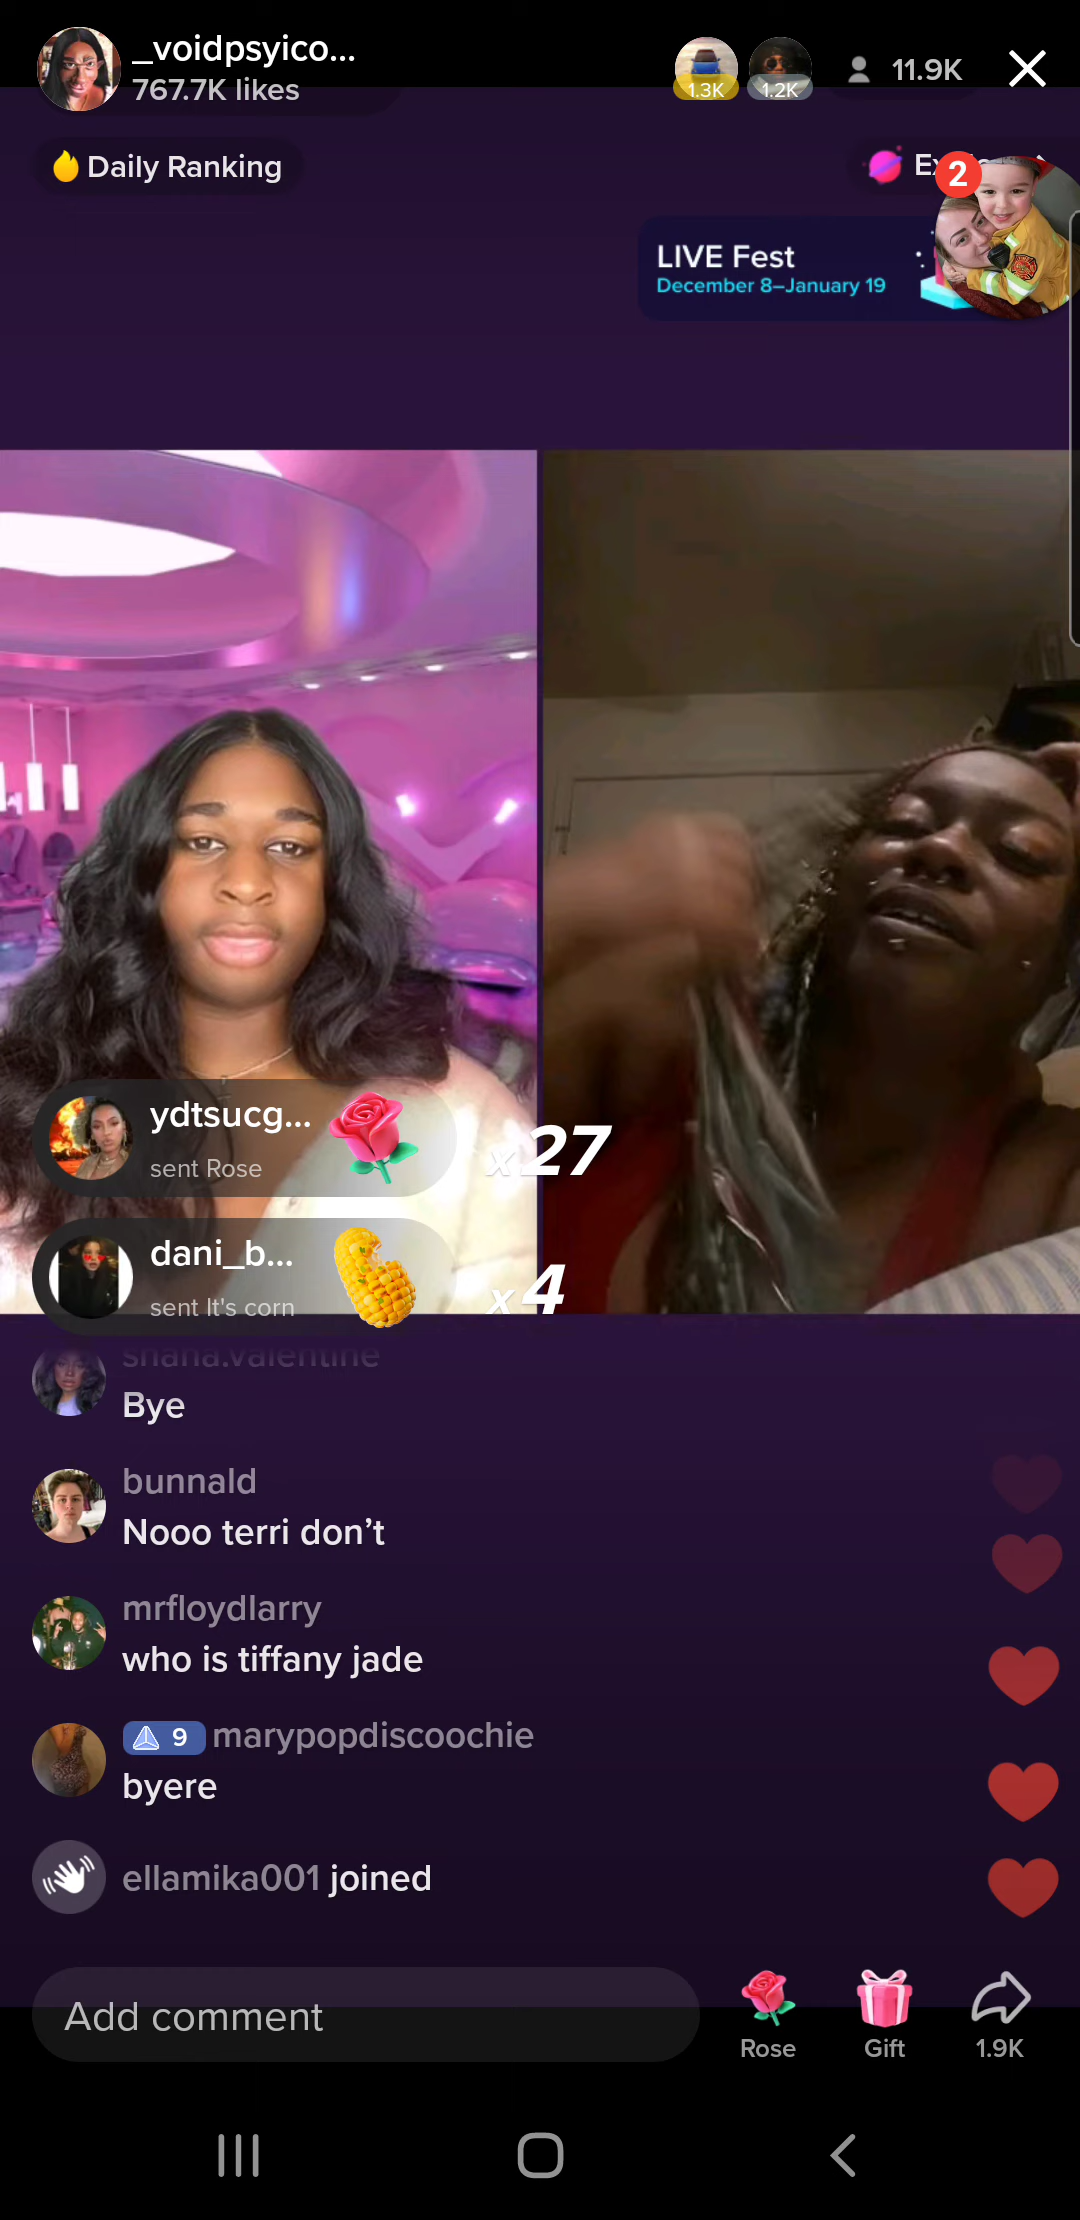 _voidpsyico...
767.7K likes
1.3K
1.2K
11.9K
Daily Ranking
2
LIVE Fest
December 8–January 19
ydtsucg...
sent Rose
x27
dani_b...
sent It's corn
x4
shana.valentine
Bye
bunnald
Nooo terri don't
mrfloydlarry
who is tiffany jade
9 marypopdiscoochie
byere
ellamika001 joined
Add comment
Rose
Gift
1.9K